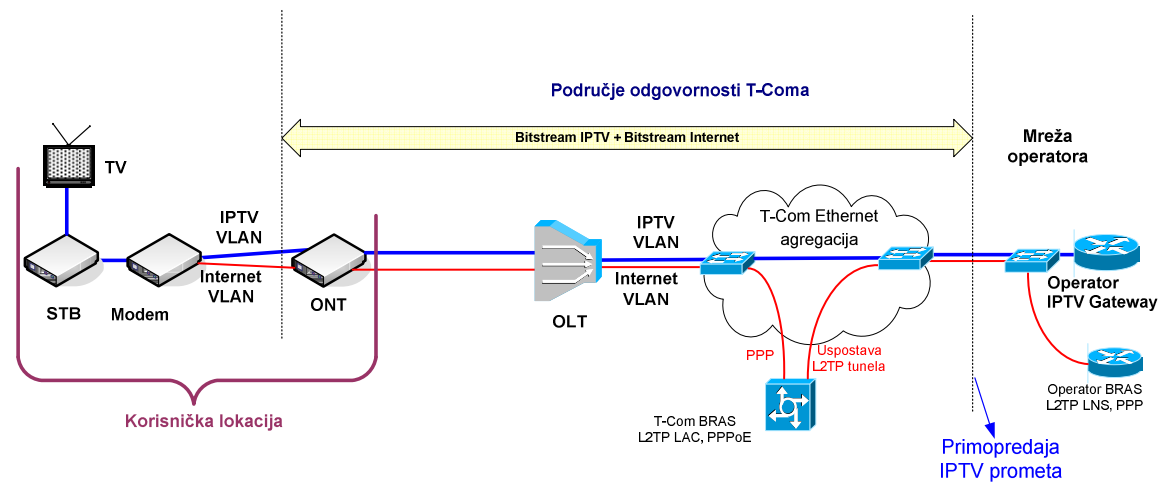 Područje odgovornosti T-Coma
Bitstream IPTV + Bitstream Internet
Mreža
operatora
TV
IPTV
VLAN
Internet
VLAN
STB
Modem
ONT
OLT
IPTV
VLAN
Internet
VLAN
T-Com Ethernet
agregacija
Operator
IPTV Gateway
PPP
Uspostava
L2TP tunela
Korisnička lokacija
T-Com BRAS
L2TP LAC, PPPoE
Operator BRAS
L2TP LNS, PPP
Primopredaja
IPTV prometa